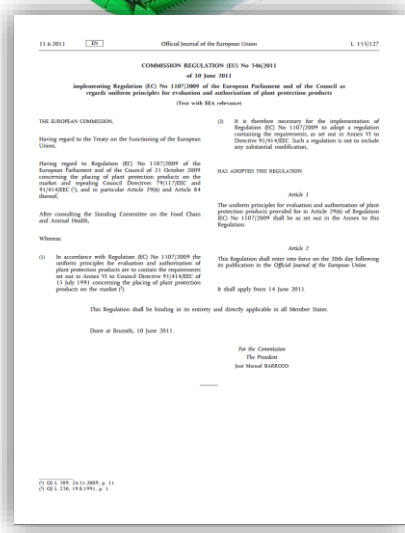 11.6.2011
EN
Official Journal of the European Union
L 155/127
COMMISSION REGULATION (EU) No 546/2011
of 10 June 2011
implementing Regulation (EC) No 1107/2009 of the European Parliament and of the Council as
regards uniform principles for evaluation and authorisation of plant protection products
(Text with EEA relevance)
THE EUROPEAN COMMISSION,
Having regard to the Treaty on the Functioning of the European
Union,
Having regard to Regulation (EC) No 1107/2009 of the
European Parliament and of the Council of 21 October 2009
concerning the placing of plant protection products on the
market and repealing Council Directives 79/117/EEC and
91/414/EEC (¹), and in particular Article 29(6) and Article 84
thereof,
After consulting the Standing Committee on the Food Chain
and Animal Health,
Whereas:
(1) In accordance with Regulation (EC) No 1107/2009 the
uniform principles for evaluation and authorisation of
plant protection products are to contain the requirements
set out in Annex VI to Council Directive 91/414/EEC of
15 July 1991 concerning the placing of plant protection
products on the market (²).
(2) It is therefore necessary for the implementation of
Regulation (EC) No 1107/2009 to adopt a regulation
containing the requirements, as set out in Annex VI to
Directive 91/414/EEC. Such a regulation is not to include
any substantial modification,
HAS ADOPTED THIS REGULATION:
Article 1
The uniform principles for evaluation and authorisation of plant
protection products provided for in Article 29(6) of Regulation
(EC) No 1107/2009 shall be as set out in the Annex to this
Regulation.
Article 2
This Regulation shall enter into force on the 20th day following
its publication in the Official Journal of the European Union.
It shall apply from 14 June 2011.
This Regulation shall be binding in its entirety and directly applicable in all Member States.
Done at Brussels, 10 June 2011.
For the Commission
The President
José Manuel BARROSO
(¹) OJ L 309, 24.11.2009, p. 11.
(²) OJ L 230, 19.8.1991, p. 1.